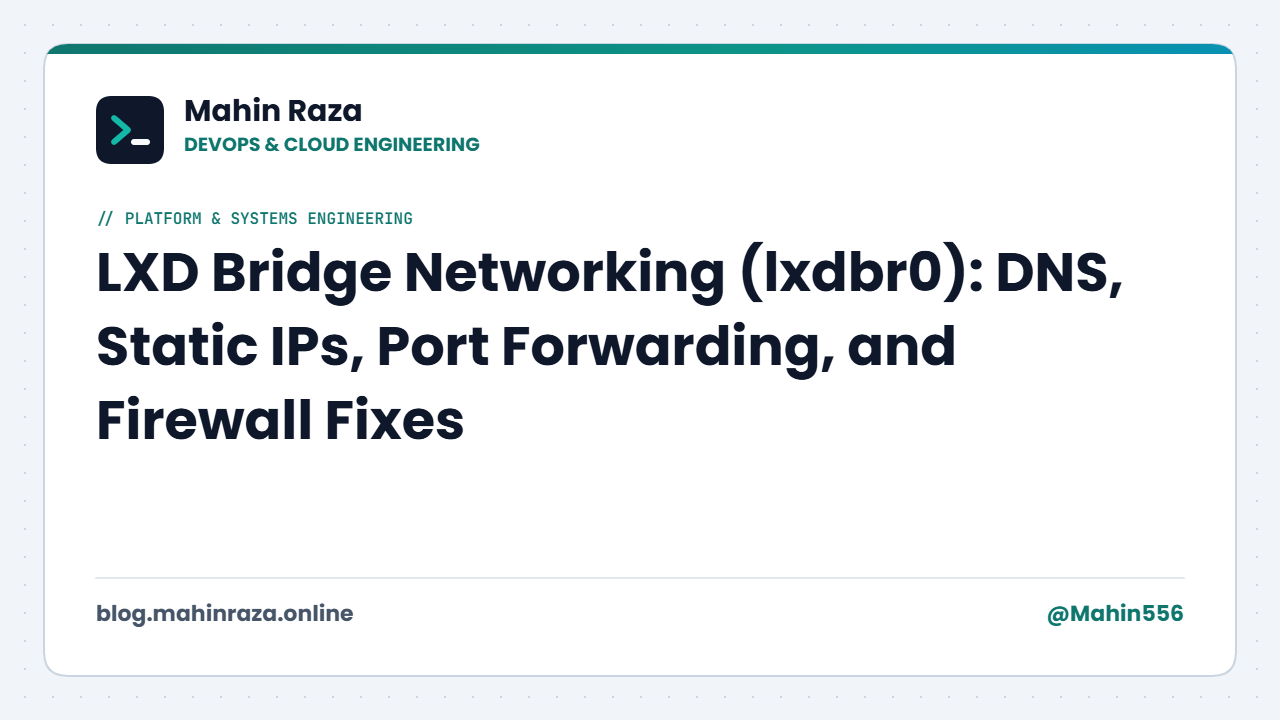 Mahin Raza
DEVOPS & CLOUD ENGINEERING
// PLATFORM & SYSTEMS ENGINEERING
LXD Bridge Networking (lxdbr0): DNS,
Static IPs, Port Forwarding, and
Firewall Fixes
blog.mahinraza.online
@Mahin556